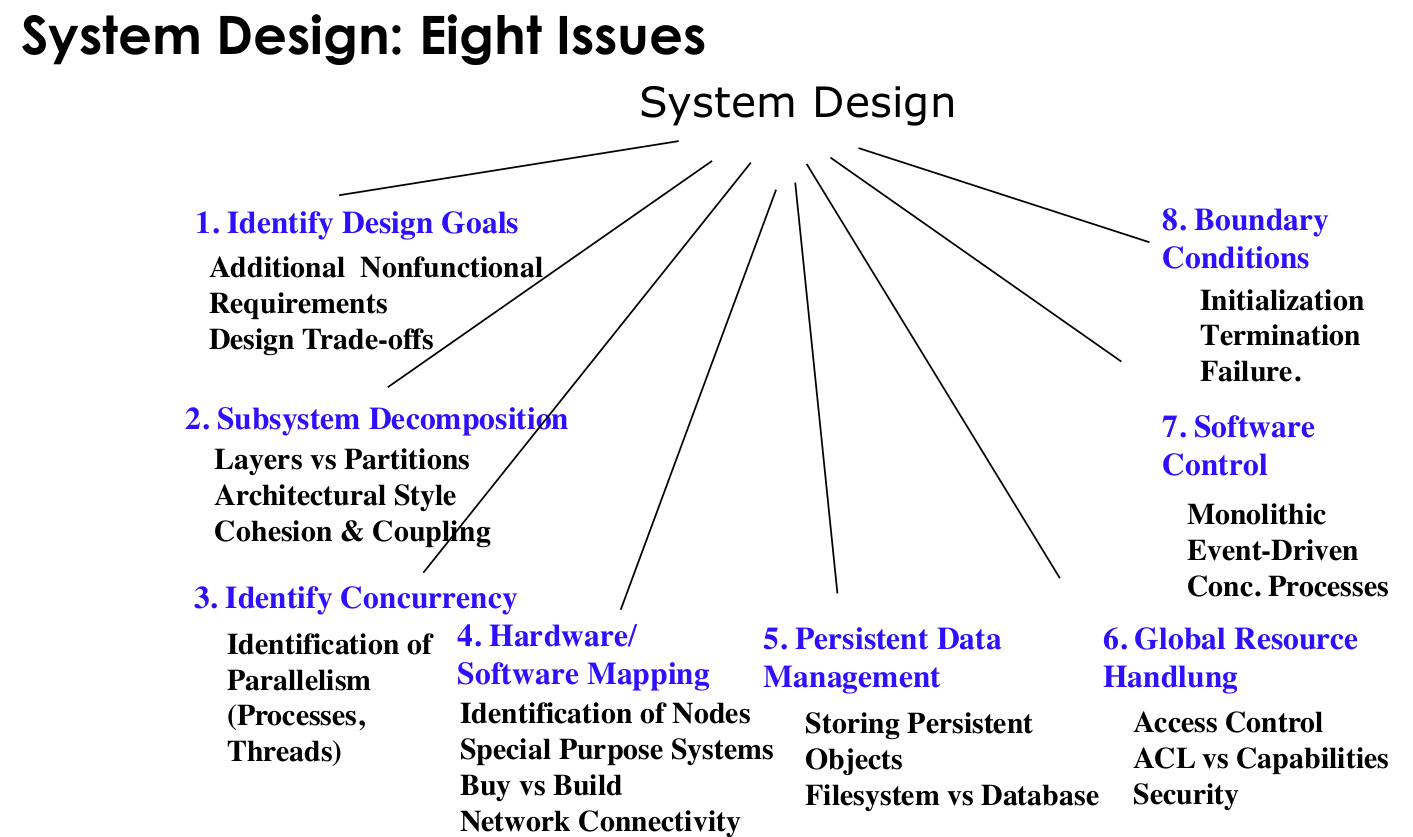 System Design: Eight Issues
System Design
1. Identify Design Goals
Additional Nonfunctional
Requirements
Design Trade-offs
2. Subsystem Decomposition
Layers vs Partitions
Architectural Style
Cohesion & Coupling
3. Identify Concurrency
Identification of
Parallelism
(Processes,
Threads)
4. Hardware/
Software Mapping
Identification of Nodes
Special Purpose Systems
Buy vs Build
Network Connectivity
5. Persistent Data
Management
Storing Persistent
Objects
Filesystem vs Database
6. Global Resource
Handlung
Access Control
ACL vs Capabilities
Security
7. Software
Control
Monolithic
Event-Driven
Conc. Processes
8. Boundary
Conditions
Initialization
Termination
Failure.